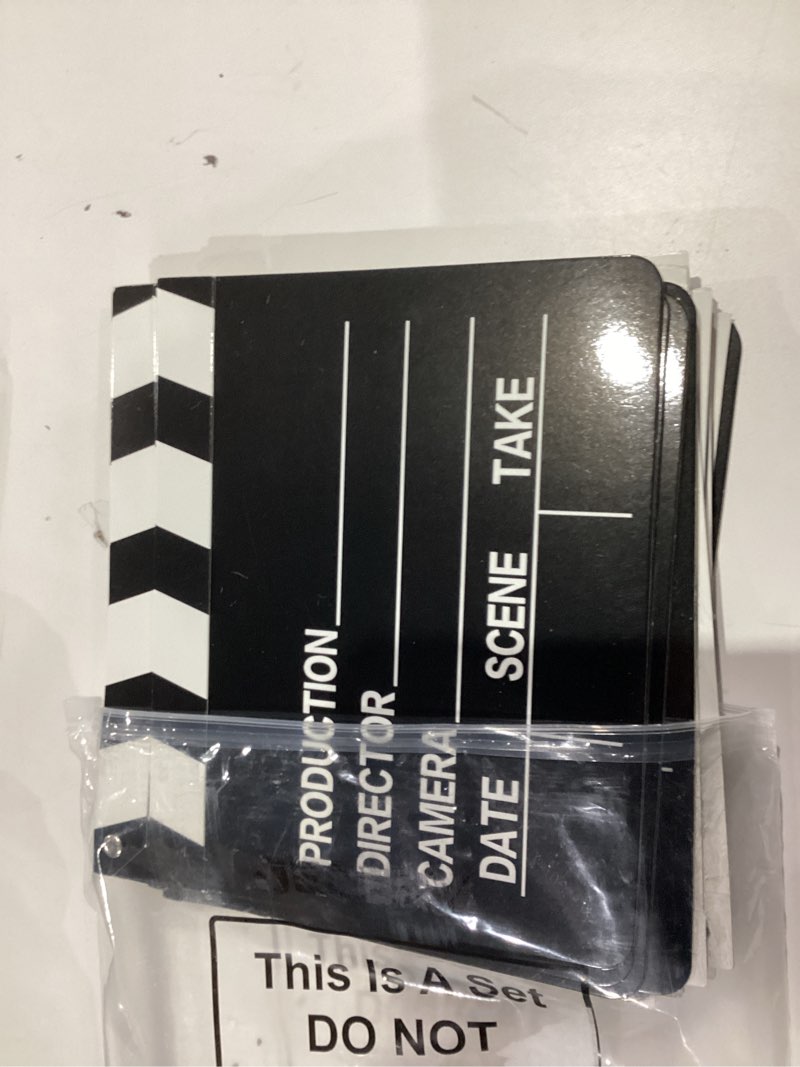 PRODUCTION
DIRECTOR
CAMERA
DATE SCENE TAKE
This Is A Set
DO NOT